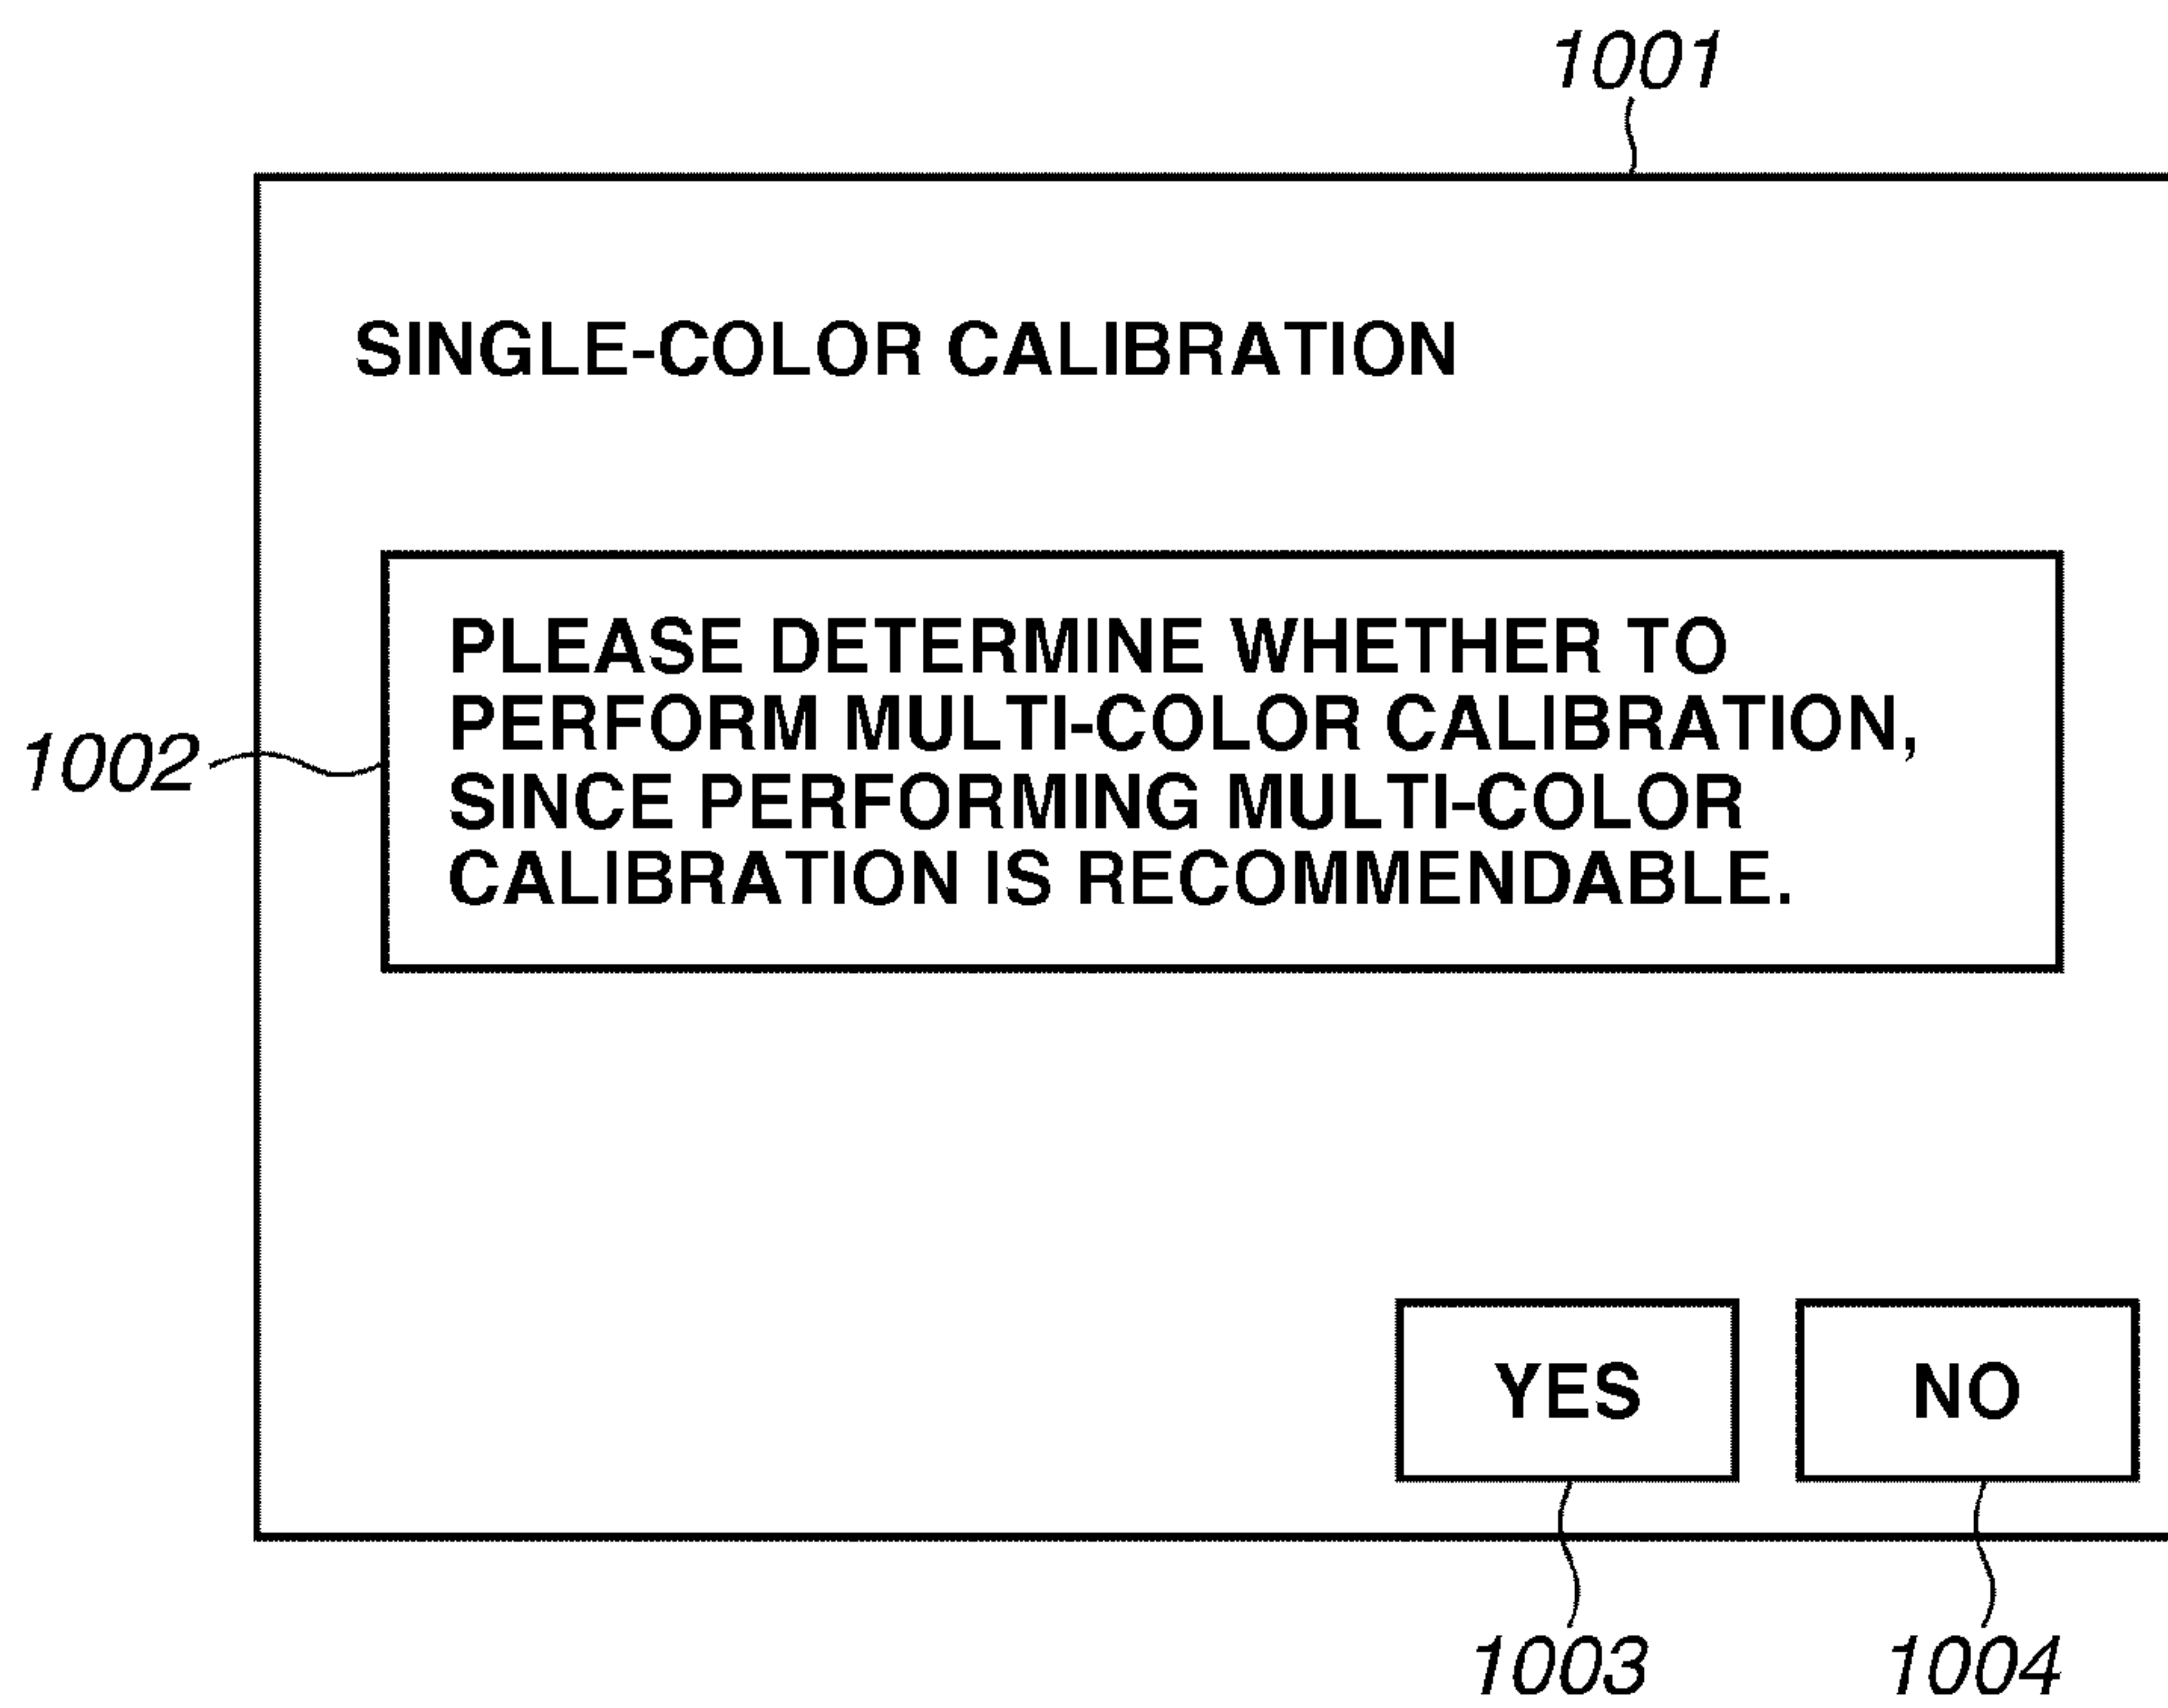 1001
SINGLE-COLOR CALIBRATION
PLEASE DETERMINE WHETHER TO
PERFORM MULTI-COLOR CALIBRATION,
1002
SINCE PERFORMING MULTI-COLOR
CALIBRATION IS RECOMMENDABLE.
YES
NO
1003
1004